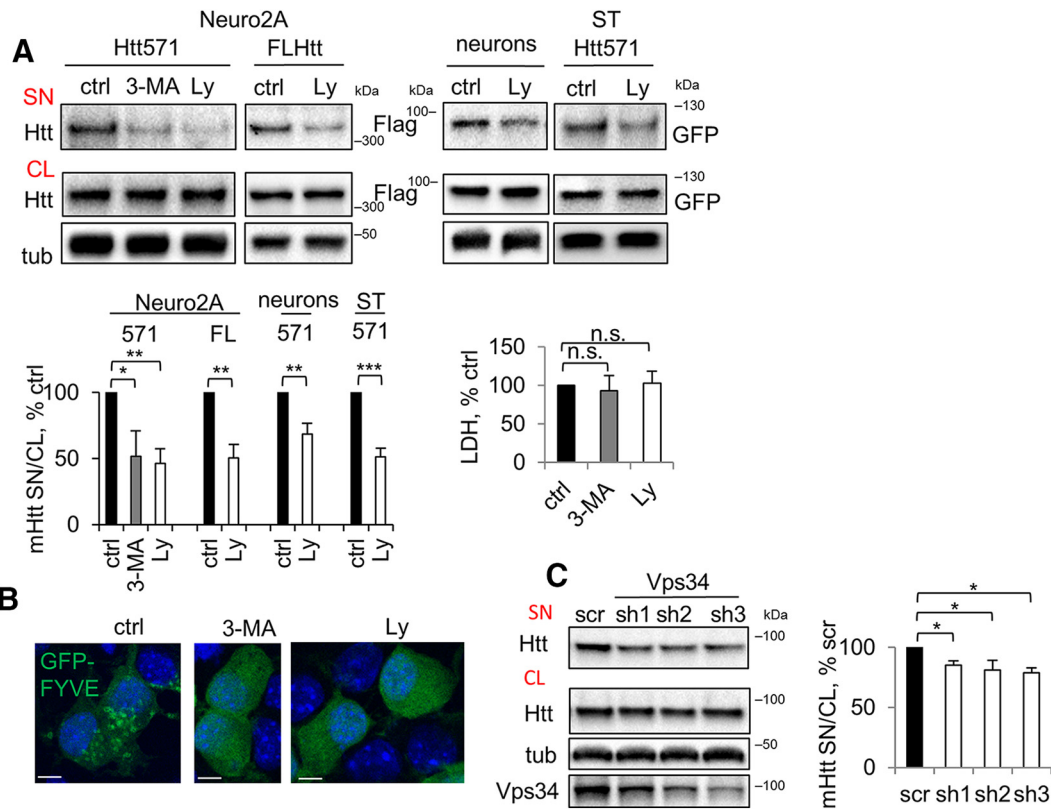 A
Neuro2A
Htt571 FLHtt
ctrl 3-MA Ly ctrl Ly kDa
SN
Htt
–300
CL
Htt
–300
tub
–50
ST
neurons Htt571
kDa ctrl Ly ctrl Ly kDa
Flag 100– –130 GFP
Flag 100– –130 GFP
Neuro2A neurons ST
571 FL 571 571
** * ** ** ***
mHtt SN/CL, % ctrl
100
50
0
ctrl 3-MA Ly ctrl Ly ctrl Ly ctrl Ly
n.s.
n.s.
LDH, % ctrl
150
100
50
0
ctrl 3-MA Ly
B
ctrl 3-MA Ly
GFP-
FYVE
C
Vps34
SN scr sh1 sh2 sh3 kDa
Htt –100
CL
Htt –100
tub –50
Vps34 –100
*
*
*
mHtt SN/CL, % scr
100
50
0
scr sh1 sh2 sh3